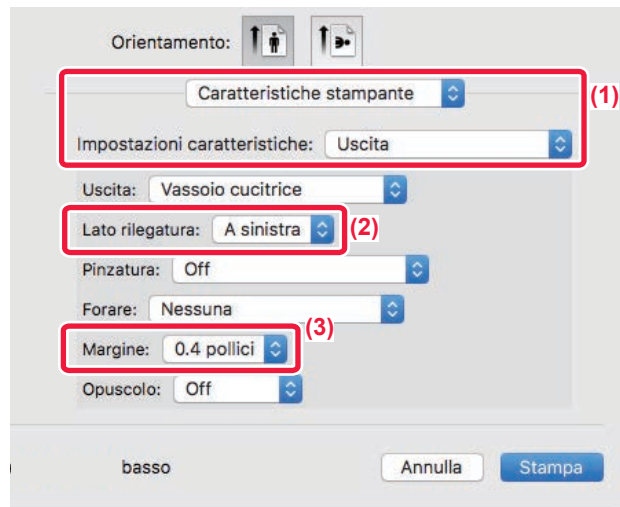 Orientamento:
Caratteristiche stampante
(1)
Impostazioni caratteristiche: Uscita
Uscita: Vassoio cucitrice
Lato rilegatura: A sinistra (2)
Pinzatura: Off
Forare: Nessuna
(3)
Margine: 0.4 pollici
Opuscolo: Off
basso Annulla Stampa